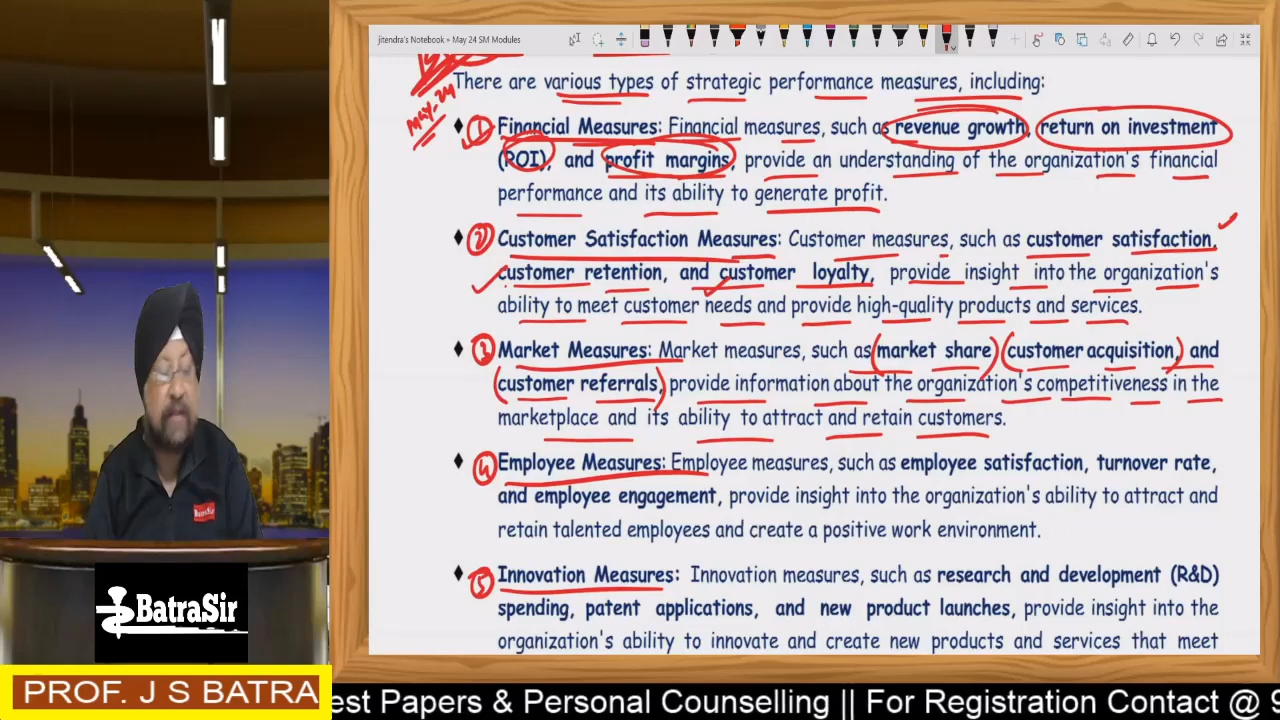 jitendra's Notebook » May 24 SM Modules
There are various types of strategic performance measures, including:
May-24
① Financial Measures: Financial measures, such as revenue growth, return on investment
(ROI), and profit margins, provide an understanding of the organization's financial
performance and its ability to generate profit.
② Customer Satisfaction Measures: Customer measures, such as customer satisfaction,
customer retention, and customer loyalty, provide insight into the organization's
ability to meet customer needs and provide high-quality products and services.
③ Market Measures: Market measures, such as market share, customer acquisition, and
customer referrals, provide information about the organization's competitiveness in the
marketplace and its ability to attract and retain customers.
④ Employee Measures: Employee measures, such as employee satisfaction, turnover rate,
and employee engagement, provide insight into the organization's ability to attract and
retain talented employees and create a positive work environment.
⑤ Innovation Measures: Innovation measures, such as research and development (R&D)
spending, patent applications, and new product launches, provide insight into the
organization's ability to innovate and create new products and services that meet
BatraSir
BatraSir
PROF. J S BATRA
est Papers & Personal Counselling || For Registration Contact @ 9